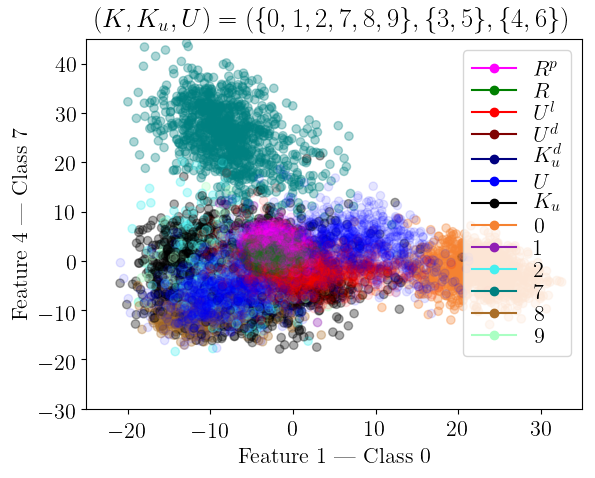 (K, K_u, U) = ({0, 1, 2, 7, 8, 9}, {3, 5}, {4, 6})
40
30
20
10
0
−10
−20
−30
Feature 4 — Class 7
R^p
R
U^l
U^d
K_u^d
U
K_u
0
1
2
7
8
9
−20
−10
0
10
20
30
Feature 1 — Class 0